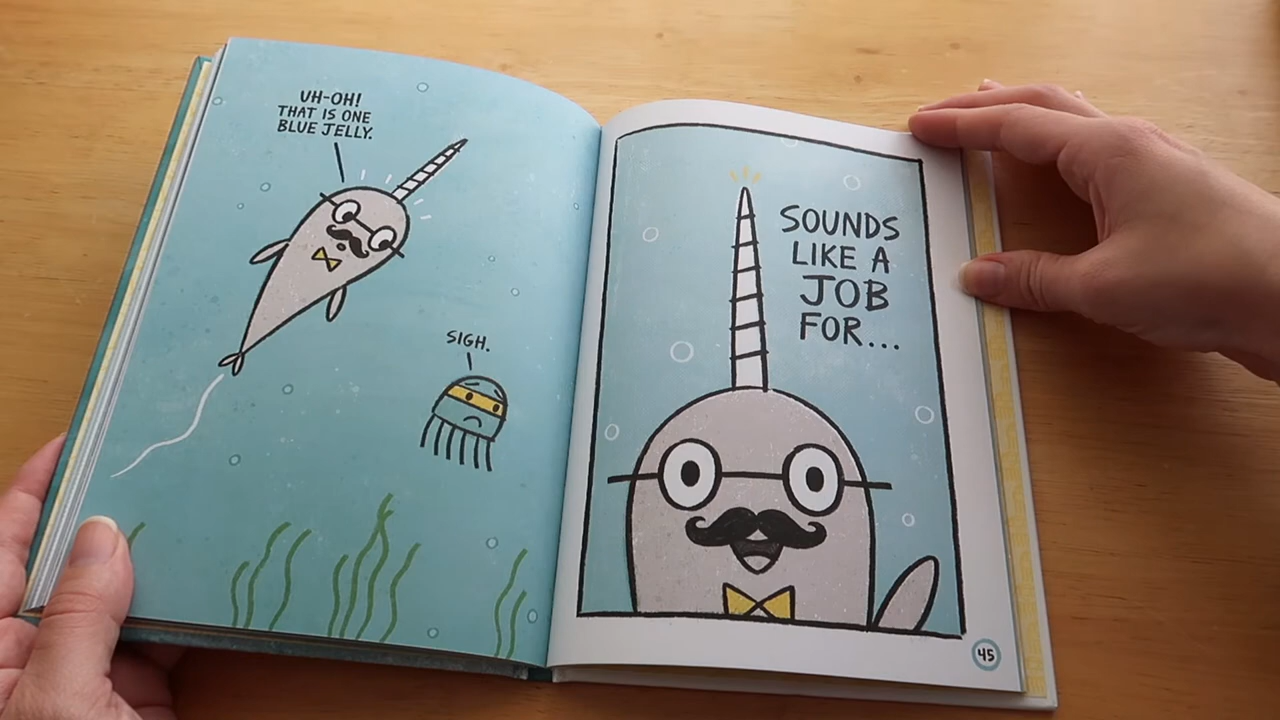 UH-OH!
THAT IS ONE
BLUE JELLY.
SIGH.
SOUNDS
LIKE A
JOB
FOR...
45